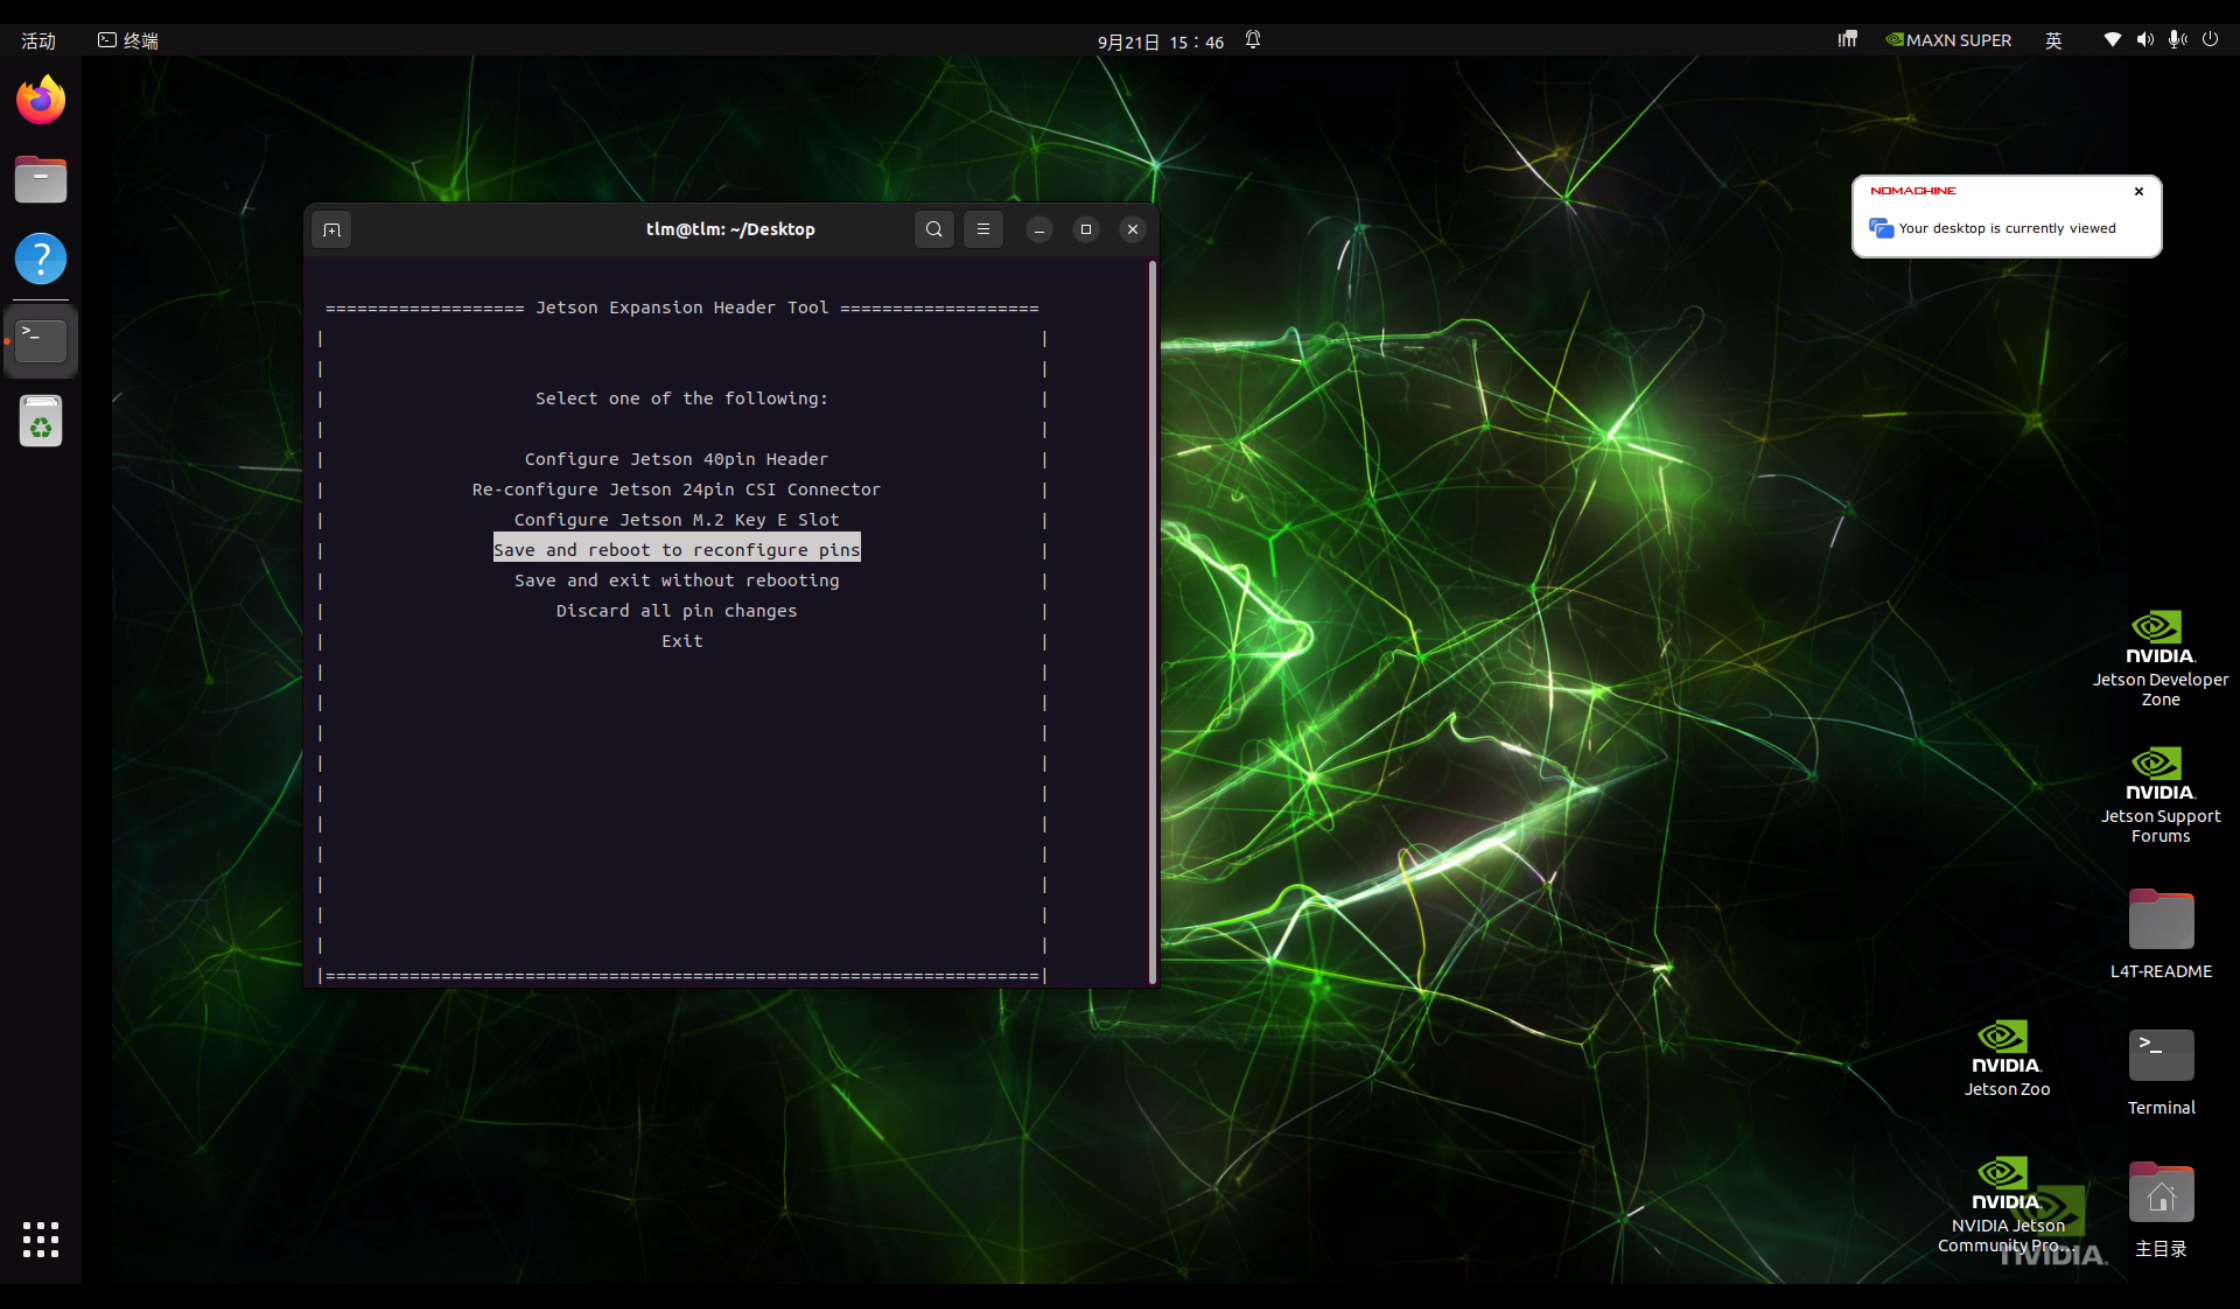 活动
终端
9月21日 15：46
MAXN SUPER
英
NOMACHINE
Your desktop is currently viewed
tlm@tlm: ~/Desktop
=================== Jetson Expansion Header Tool ===================
Select one of the following:
Configure Jetson 40pin Header
Re-configure Jetson 24pin CSI Connector
Configure Jetson M.2 Key E Slot
Save and reboot to reconfigure pins
Save and exit without rebooting
Discard all pin changes
Exit
NVIDIA.
Jetson Developer
Zone
NVIDIA.
Jetson Support
Forums
L4T-README
NVIDIA.
Jetson Zoo
>_
Terminal
NVIDIA.
NVIDIA Jetson
Community Pro...
主目录
NVIDIA.